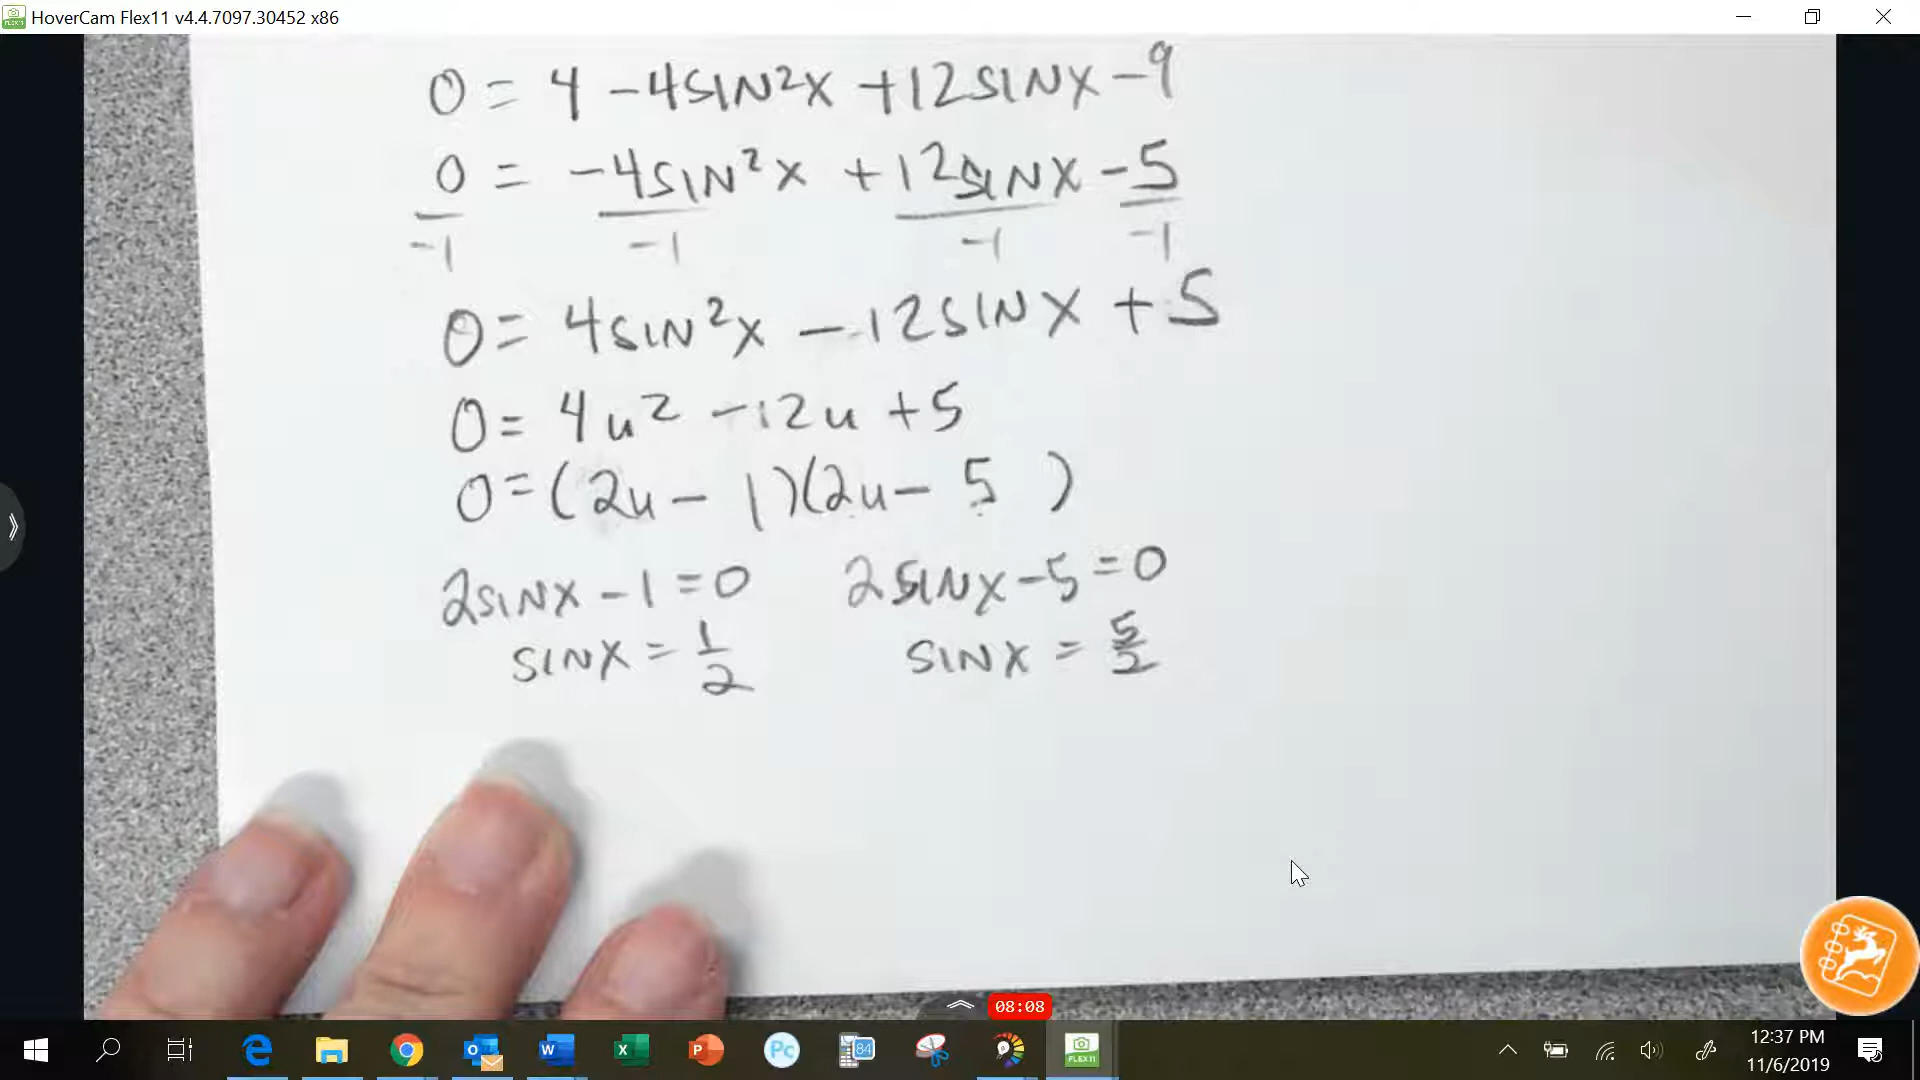 HoverCam Flex11 v4.4.7097.30452 x86
0 = 4 - 4SIN²X + 12SINX - 9
0 = -4SIN²X + 12SINX - 5
-1 -1 -1 -1
0 = 4SIN²X - 12SINX + 5
0 = 4u² - 12u + 5
0 = (2u - 1)(2u - 5 )
2SINX - 1 = 0 2SINX - 5 = 0
SINX = 1/2 SINX = 5/2
08:08
12:37 PM
11/6/2019